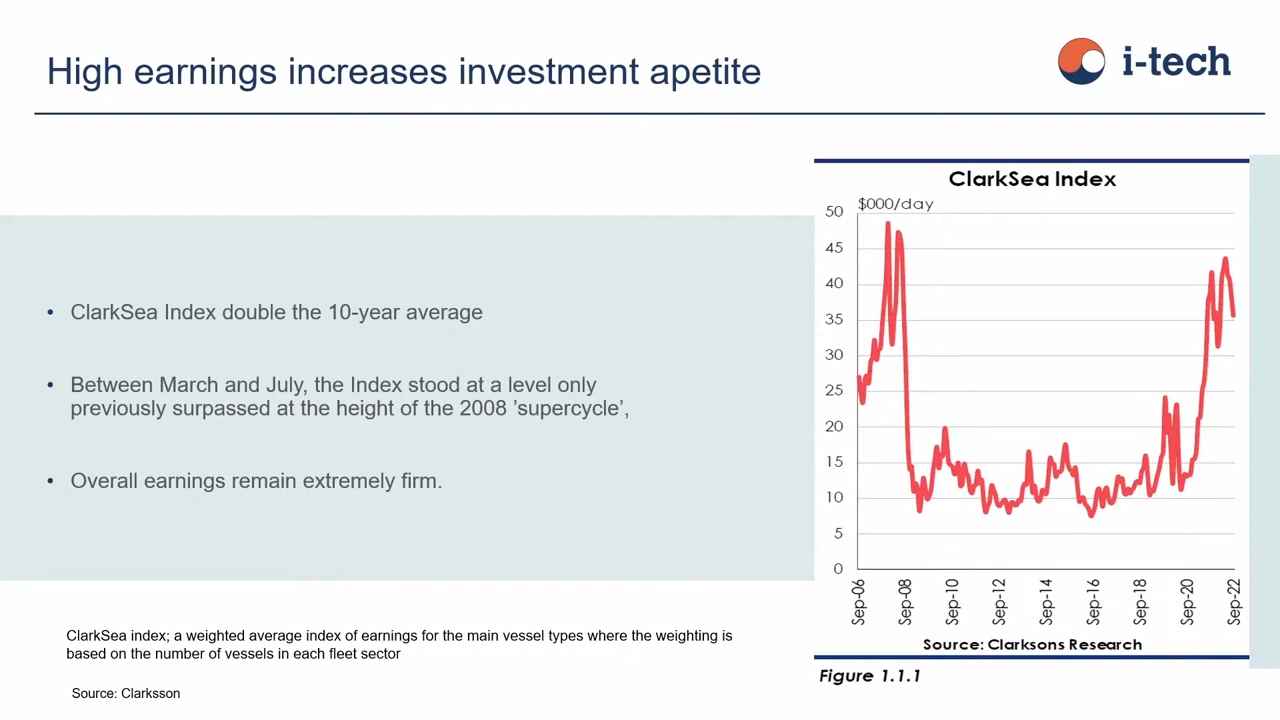 High earnings increases investment apetite
i-tech
• ClarkSea Index double the 10-year average
• Between March and July, the Index stood at a level only
previously surpassed at the height of the 2008 ’supercycle’,
• Overall earnings remain extremely firm.
ClarkSea index; a weighted average index of earnings for the main vessel types where the weighting is
based on the number of vessels in each fleet sector
Source: Clarksson
ClarkSea Index
$000/day
50
45
40
35
30
25
20
15
10
5
0
Sep-06
Sep-08
Sep-10
Sep-12
Sep-14
Sep-16
Sep-18
Sep-20
Sep-22
Source: Clarksons Research
Figure 1.1.1